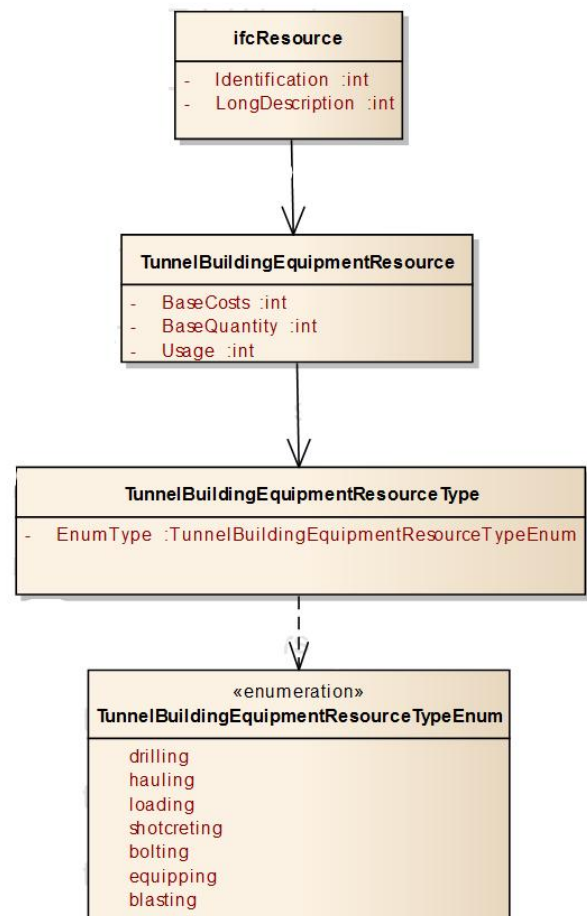 ifcResource
- Identification :int
- LongDescription :int
TunnelBuildingEquipmentResource
- BaseCosts :int
- BaseQuantity :int
- Usage :int
TunnelBuildingEquipmentResourceType
- EnumType :TunnelBuildingEquipmentResourceTypeEnum
«enumeration»
TunnelBuildingEquipmentResourceTypeEnum
drilling
hauling
loading
shotcreting
bolting
equipping
blasting